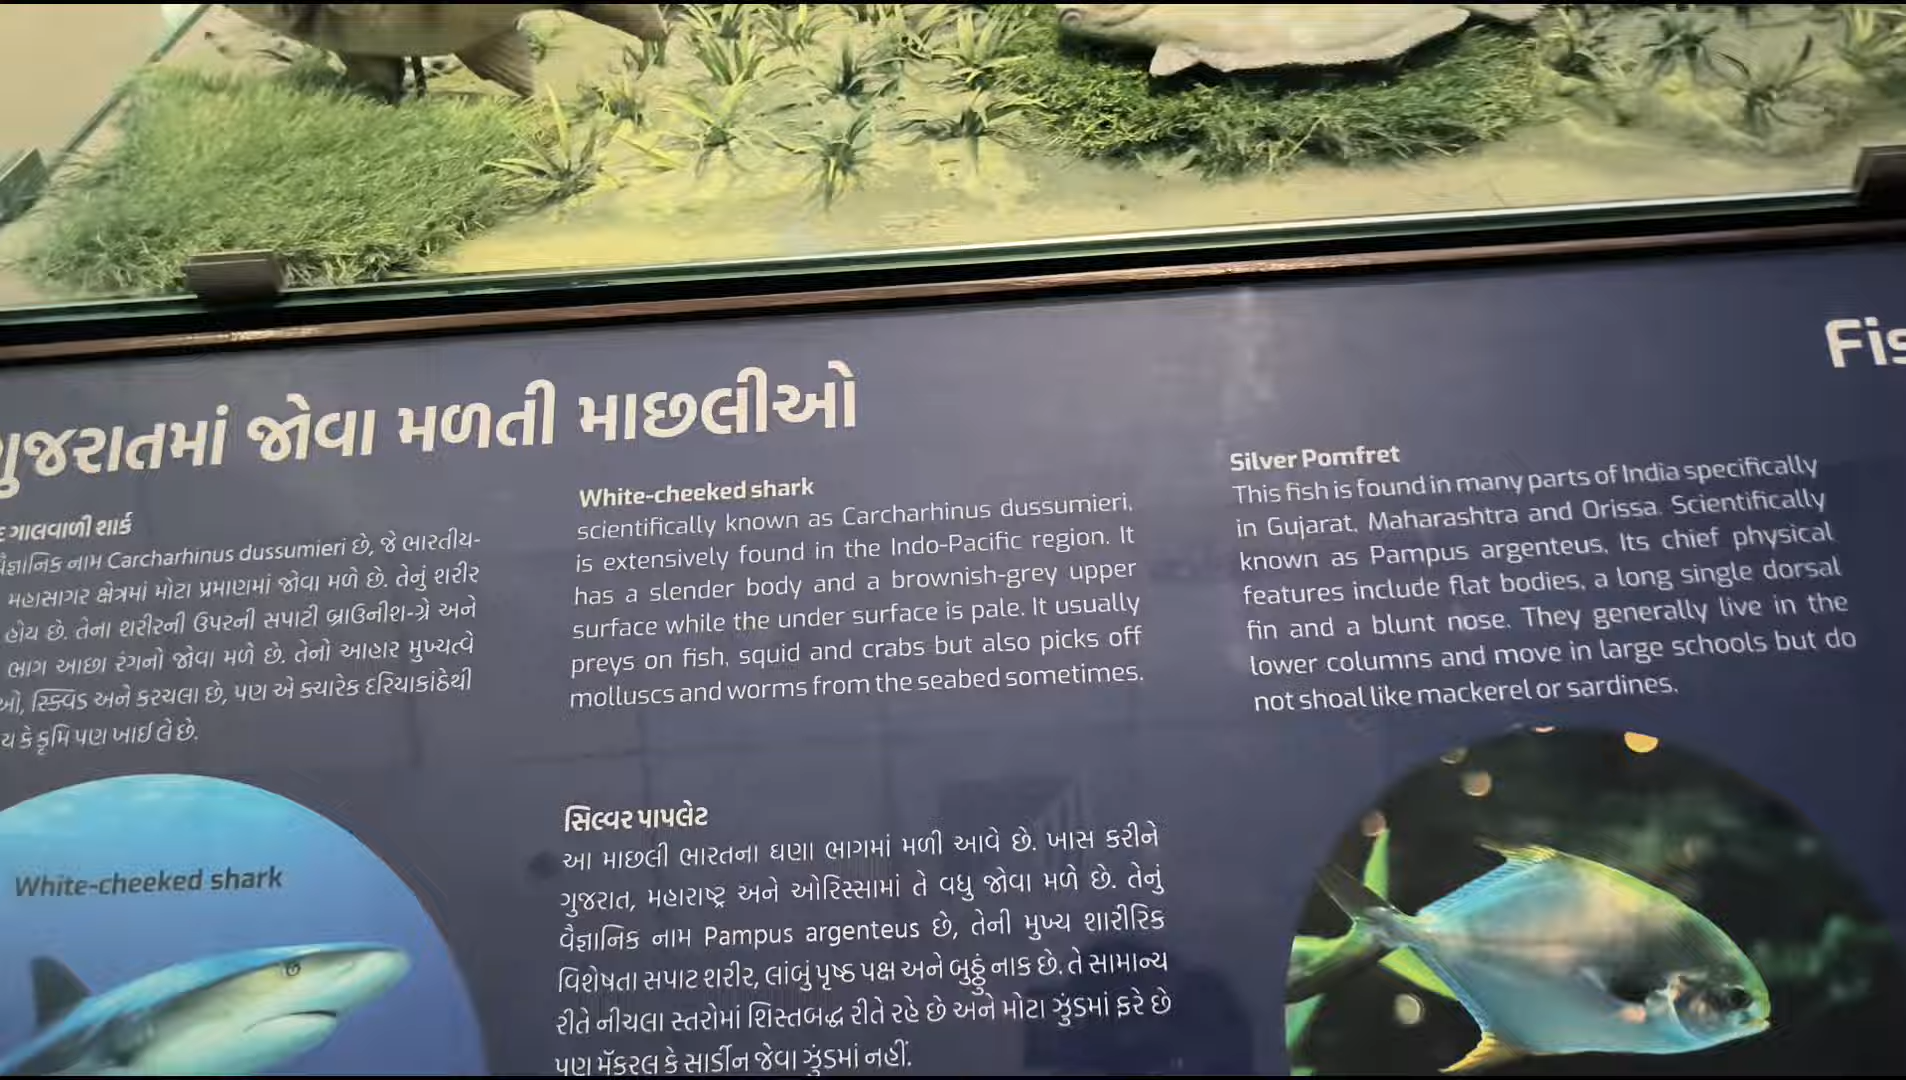 ગુજરાતમાં જોવા મળતી માછલીઓ
ગાલવાળી શાર્ક
વૈજ્ઞાનિક નામ Carcharhinus dussumieri છે, જે ભારતીય-
મહાસાગર ક્ષેત્રમાં મોટા પ્રમાણમાં જોવા મળે છે. તેનું શરીર
હોય છે. તેના શરીરની ઉપરની સપાટી બ્રાઉનીશ-ગ્રે અને
ભાગ આછા રંગનો જોવા મળે છે. તેનો આહાર મુખ્યત્વે
સ્ક્વિડ અને કરચલા છે, પણ એ ક્યારેક દરિયાકાંઠેથી
કે કૃમિ પણ ખાઈ લે છે.
White-cheeked shark
White-cheeked shark
scientifically known as Carcharhinus dussumieri,
is extensively found in the Indo-Pacific region. It
has a slender body and a brownish-grey upper
surface while the under surface is pale. It usually
preys on fish, squid and crabs but also picks off
molluscs and worms from the seabed sometimes.
સિલ્વર પાપલેટ
આ માછલી ભારતના ઘણા ભાગમાં મળી આવે છે. ખાસ કરીને
ગુજરાત, મહારાષ્ટ્ર અને ઓરિસ્સામાં તે વધુ જોવા મળે છે. તેનું
વૈજ્ઞાનિક નામ Pampus argenteus છે, તેની મુખ્ય શારીરિક
વિશેષતા સપાટ શરીર, લાંબું પૃષ્ઠ પક્ષ અને બુઠ્ઠું નાક છે. તે સામાન્ય
રીતે નીચલા સ્તરોમાં શિસ્તબદ્ધ રીતે રહે છે અને મોટા ઝુંડમાં ફરે છે
પણ મૅકરલ કે સાર્ડીન જેવા ઝુંડમાં નહીં.
Fis
Silver Pomfret
This fish is found in many parts of India specifically
in Gujarat, Maharashtra and Orissa. Scientifically
known as Pampus argenteus, Its chief physical
features include flat bodies, a long single dorsal
fin and a blunt nose. They generally live in the
lower columns and move in large schools but do
not shoal like mackerel or sardines.